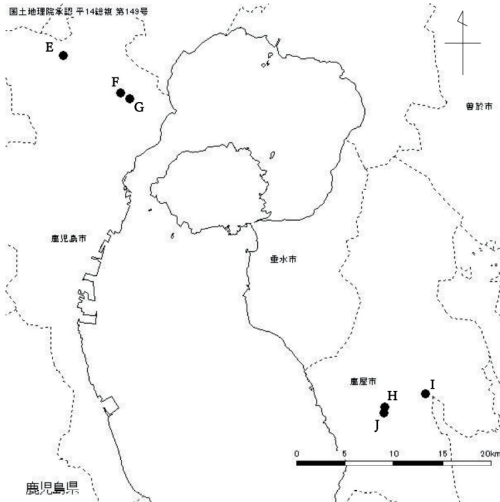 国土地理院承認 平14総複 第149号
E
F
G
曽於市
鹿児島市
垂水市
鹿屋市
I
H
J
0 5 10 15 20km
鹿児島県